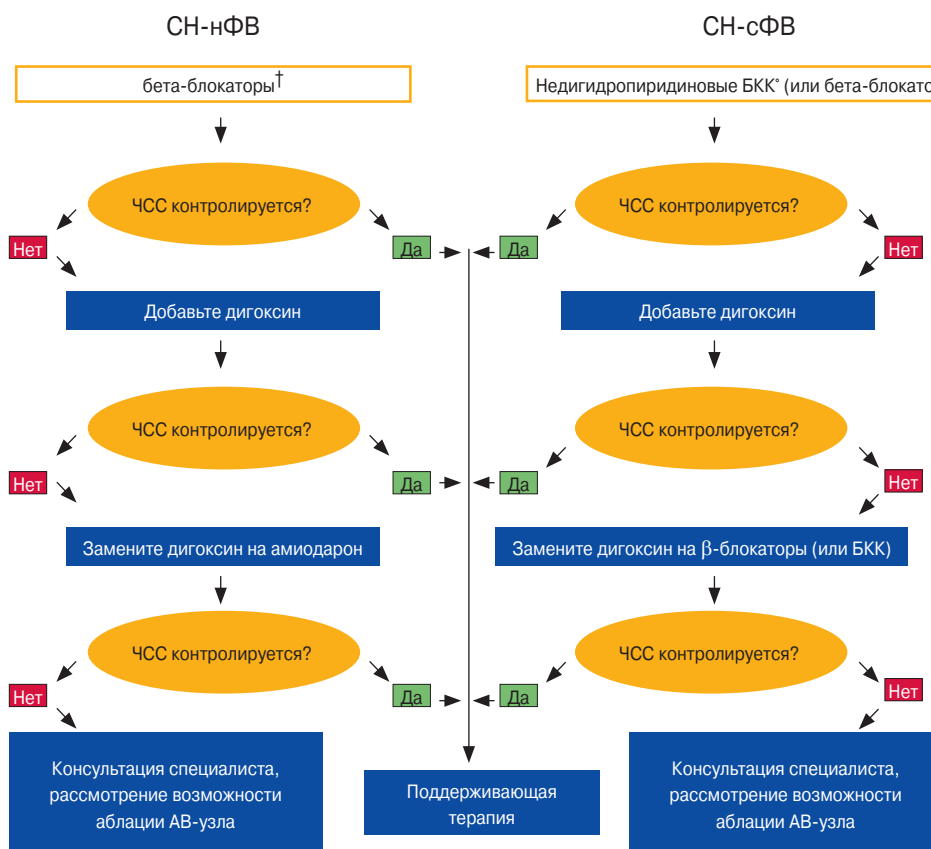 СН-нФВ
СН-сФВ
бета-блокаторы†
Недигидропиридиновые БКК* (или бета-блокато
ЧСС контролируется?
ЧСС контролируется?
Нет
Да
Да
Нет
Добавьте дигоксин
Добавьте дигоксин
ЧСС контролируется?
ЧСС контролируется?
Нет
Да
Да
Нет
Замените дигоксин на амиодарон
Замените дигоксин на β-блокаторы (или БКК)
ЧСС контролируется?
ЧСС контролируется?
Нет
Да
Да
Нет
Консультация специалиста,
рассмотрение возможности
аблации АВ-узла
Поддерживающая
терапия
Консультация специалиста,
рассмотрение возможности
аблации АВ-узла